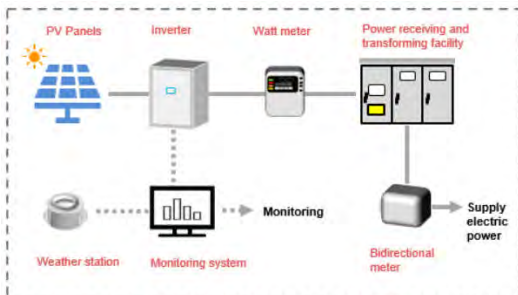 PV Panels
Inverter
Watt meter
Power receiving and
transforming facility
Monitoring
Supply
electric
power
Weather station
Monitoring system
Bidirectional
meter